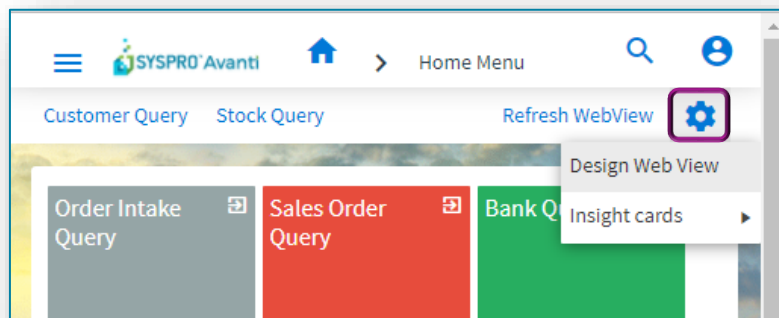 SYSPRO Avanti
Home Menu
Customer Query
Stock Query
Refresh WebView
Design Web View
Insight cards
Order Intake
Query
Sales Order
Query
Bank